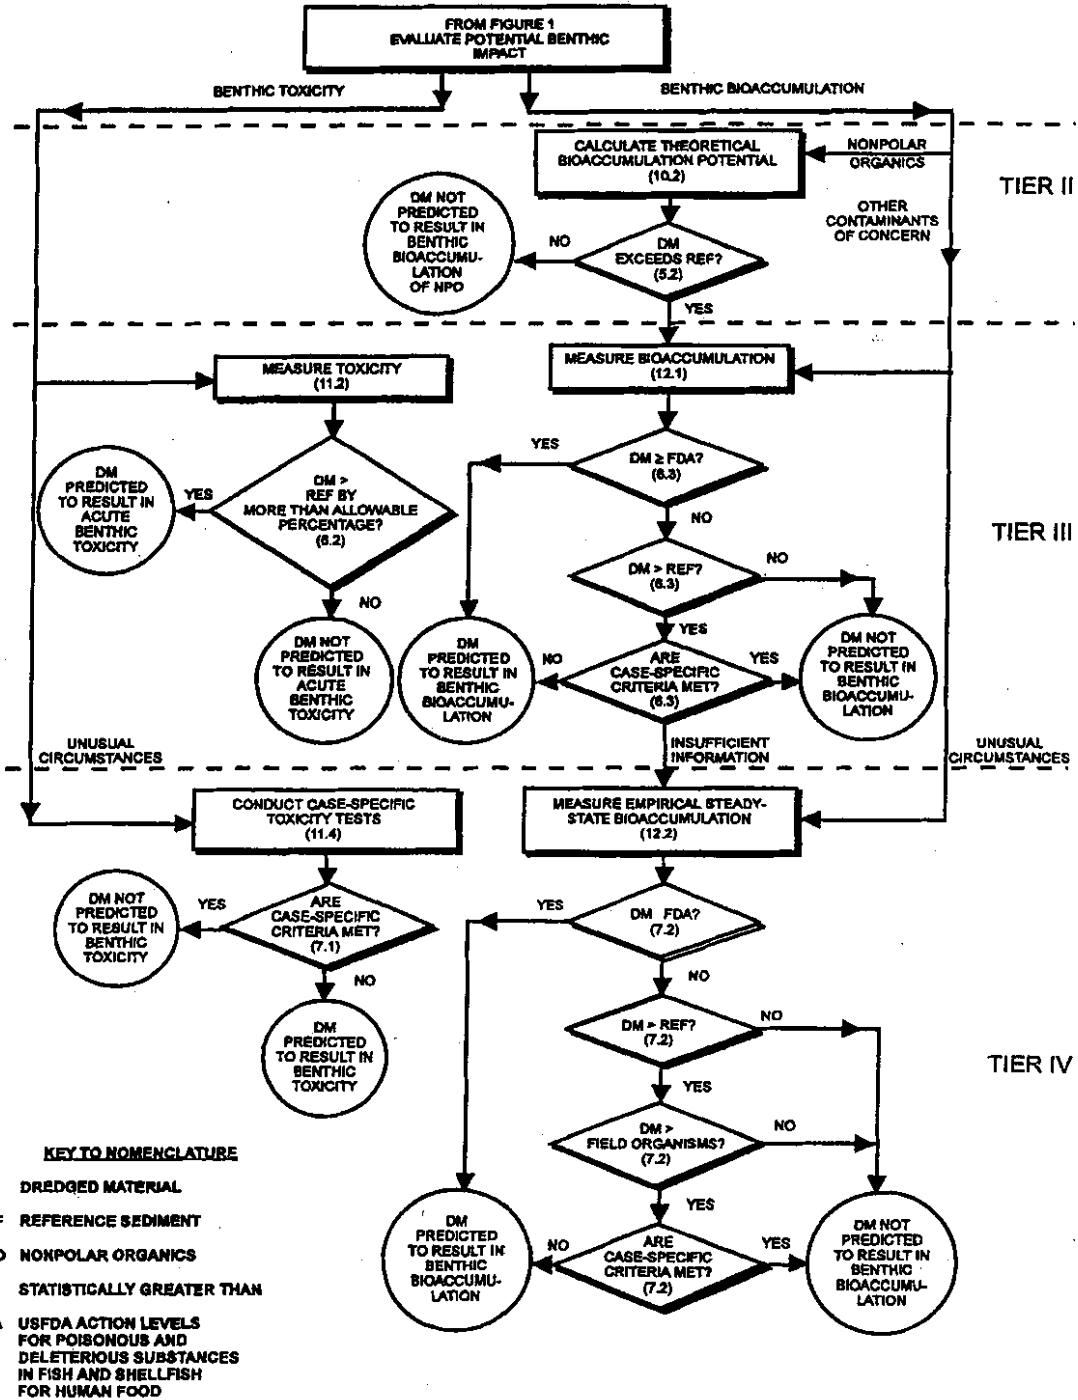 FROM FIGURE 1
EVALUATE POTENTIAL BENTHIC
IMPACT
BENTHIC TOXICITY
BENTHIC BIOACCUMULATION
CALCULATE THEORETICAL
BIOACCUMULATION POTENTIAL
(10.2)
NONPOLAR
ORGANICS
TIER II
DM NOT
PREDICTED
TO RESULT IN
BENTHIC
BIOACCUMU-
LATION
OF NPO
NO
DM
EXCEEDS REF?
(5.2)
OTHER
CONTAMINANTS
OF CONCERN
YES
MEASURE TOXICITY
(11.2)
MEASURE BIOACCUMULATION
(12.1)
YES
DM ≥ FDA?
(6.3)
DM
PREDICTED
TO RESULT IN
ACUTE
BENTHIC
TOXICITY
YES
DM >
REF BY
MORE THAN ALLOWABLE
PERCENTAGE?
(6.2)
NO
TIER III
DM > REF?
(6.3)
NO
NO
YES
DM NOT
PREDICTED
TO RESULT IN
ACUTE
BENTHIC
TOXICITY
DM
PREDICTED
TO RESULT IN
BENTHIC
BIOACCUMU-
LATION
NO
ARE
CASE-SPECIFIC
CRITERIA MET?
(6.3)
YES
DM NOT
PREDICTED
TO RESULT IN
BENTHIC
BIOACCUMU-
LATION
UNUSUAL
CIRCUMSTANCES
INSUFFICIENT
INFORMATION
UNUSUAL
CIRCUMSTANCES
CONDUCT CASE-SPECIFIC
TOXICITY TESTS
(11.4)
MEASURE EMPIRICAL STEADY-
STATE BIOACCUMULATION
(12.2)
DM NOT
PREDICTED
TO RESULT IN
BENTHIC
TOXICITY
YES
ARE
CASE-SPECIFIC
CRITERIA MET?
(7.1)
YES
DM FDA?
(7.2)
NO
NO
DM
PREDICTED
TO RESULT IN
BENTHIC
TOXICITY
DM > REF?
(7.2)
NO
TIER IV
YES
DM >
FIELD ORGANISMS?
(7.2)
NO
YES
DM
PREDICTED
TO RESULT IN
BENTHIC
BIOACCUMU-
LATION
NO
ARE
CASE-SPECIFIC
CRITERIA MET?
(7.2)
YES
DM NOT
PREDICTED
TO RESULT IN
BENTHIC
BIOACCUMU-
LATION
KEY TO NOMENCLATURE
DREDGED MATERIAL
REFERENCE SEDIMENT
NONPOLAR ORGANICS
STATISTICALLY GREATER THAN
USFDA ACTION LEVELS
FOR POISONOUS AND
DELETERIOUS SUBSTANCES
IN FISH AND SHELLFISH
FOR HUMAN FOOD